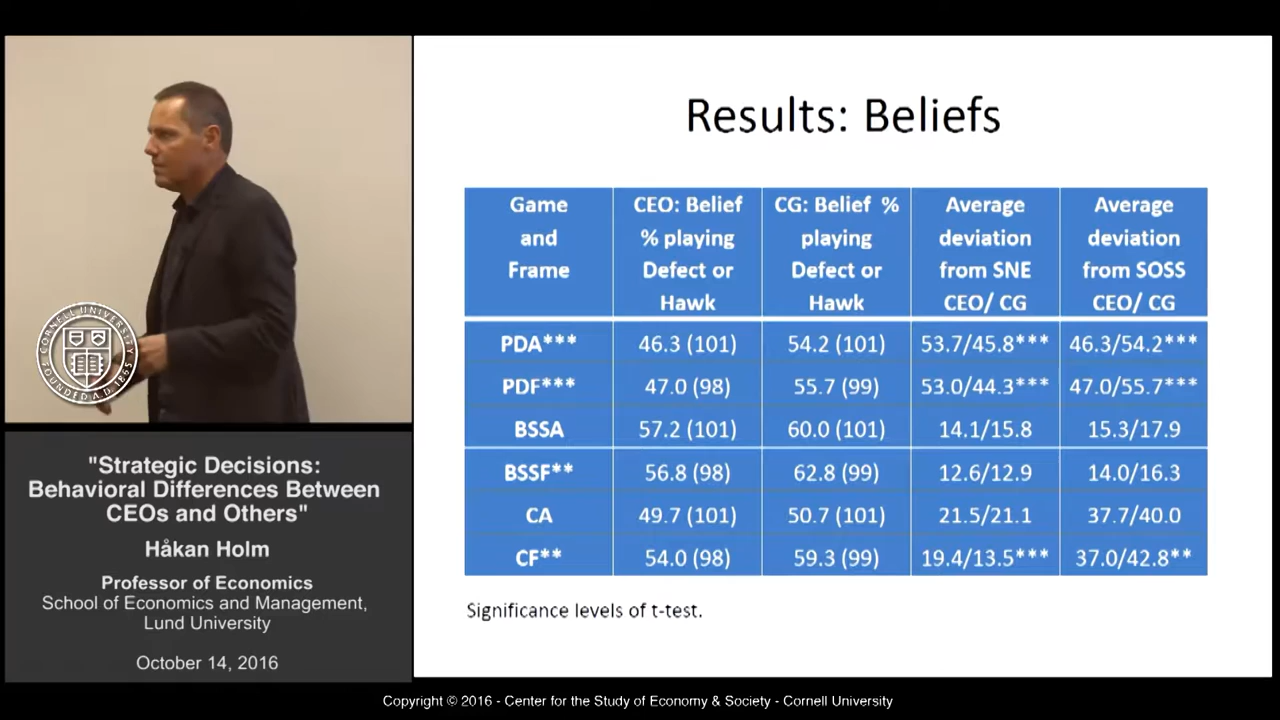 Results: Beliefs
Game and Frame
CEO: Belief % playing Defect or Hawk
CG: Belief % playing Defect or Hawk
Average deviation from SNE CEO/ CG
Average deviation from SOSS CEO/ CG
PDA*** 46.3 (101) 54.2 (101) 53.7/45.8*** 46.3/54.2***
PDF*** 47.0 (98) 55.7 (99) 53.0/44.3*** 47.0/55.7***
BSSA 57.2 (101) 60.0 (101) 14.1/15.8 15.3/17.9
BSSF** 56.8 (98) 62.8 (99) 12.6/12.9 14.0/16.3
CA 49.7 (101) 50.7 (101) 21.5/21.1 37.7/40.0
CF** 54.0 (98) 59.3 (99) 19.4/13.5*** 37.0/42.8**
Significance levels of t-test.
CORNELL UNIVERSITY
FOUNDED A.D. 1865
"Strategic Decisions:
Behavioral Differences Between
CEOs and Others"
Håkan Holm
Professor of Economics
School of Economics and Management,
Lund University
October 14, 2016
Copyright © 2016 - Center for the Study of Economy & Society - Cornell University